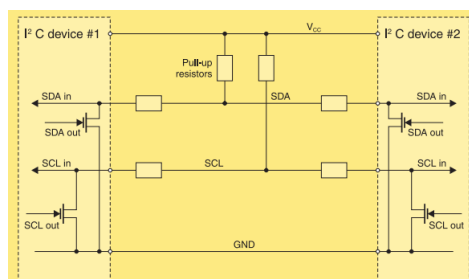 I² C device #1
V_CC
I² C device #2
Pull-up
resistors
SDA in
SDA
SDA in
SDA out
SDA out
SCL in
SCL
SCL in
SCL out
SCL out
GND